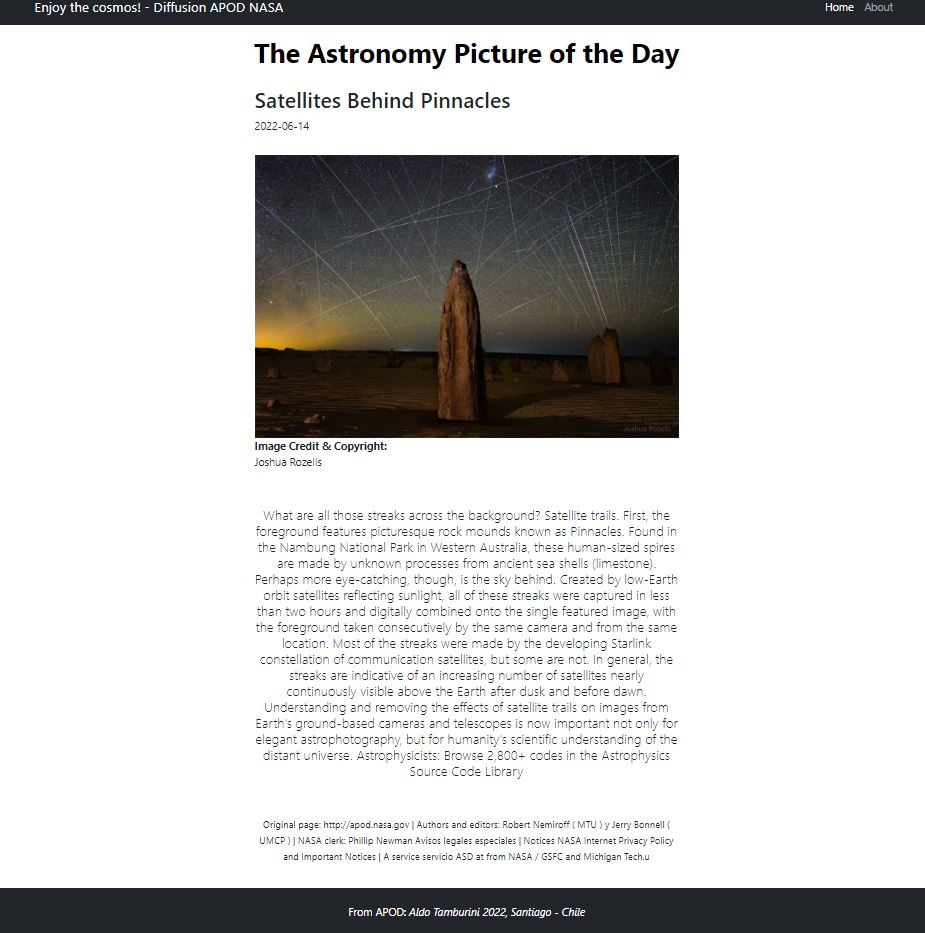 Enjoy the cosmos! - Diffusion APOD NASA
Home About
The Astronomy Picture of the Day
Satellites Behind Pinnacles
2022-06-14
Joshua Rozells
Image Credit & Copyright:
Joshua Rozells
What are all those streaks across the background? Satellite trails. First, the
foreground features picturesque rock mounds known as Pinnacles. Found in
the Nambung National Park in Western Australia, these human-sized spires
are made by unknown processes from ancient sea shells (limestone).
Perhaps more eye-catching, though, is the sky behind. Created by low-Earth
orbit satellites reflecting sunlight, all of these streaks were captured in less
than two hours and digitally combined onto the single featured image, with
the foreground taken consecutively by the same camera and from the same
location. Most of the streaks were made by the developing Starlink
constellation of communication satellites, but some are not. In general, the
streaks are indicative of an increasing number of satellites nearly
continuously visible above the Earth after dusk and before dawn.
Understanding and removing the effects of satellite trails on images from
Earth's ground-based cameras and telescopes is now important not only for
elegant astrophotography, but for humanity's scientific understanding of the
distant universe. Astrophysicists: Browse 2,800+ codes in the Astrophysics
Source Code Library
Original page: http://apod.nasa.gov | Authors and editors: Robert Nemiroff ( MTU ) y Jerry Bonnell (
UMCP ) | NASA clerk: Phillip Newman Avisos legales especiales | Notices NASA Internet Privacy Policy
and Important Notices | A service servicio ASD at from NASA / GSFC and Michigan Tech.u
From APOD: Aldo Tamburini 2022, Santiago - Chile